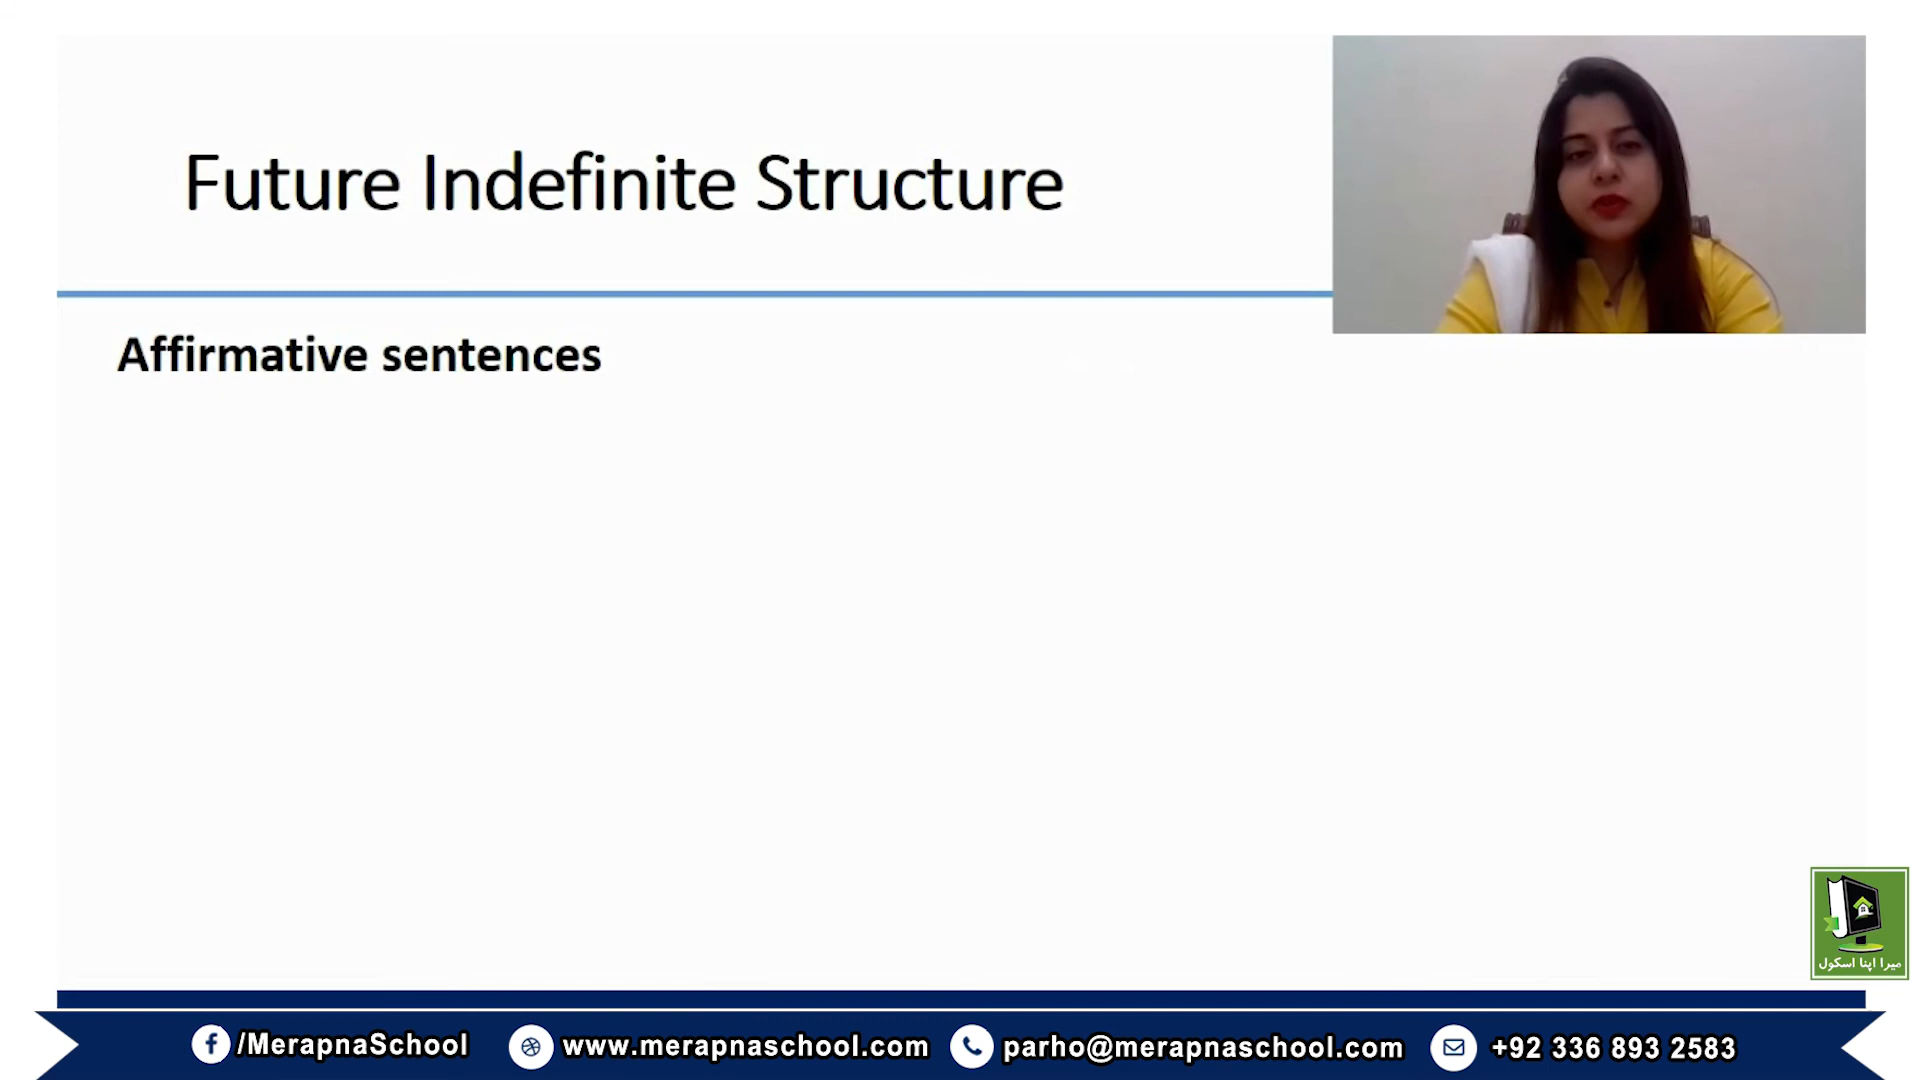 Future Indefinite Structure
Affirmative sentences
میرا اپنا اسکول
/MerapnaSchool www.merapnaschool.com parho@merapnaschool.com +92 336 893 2583